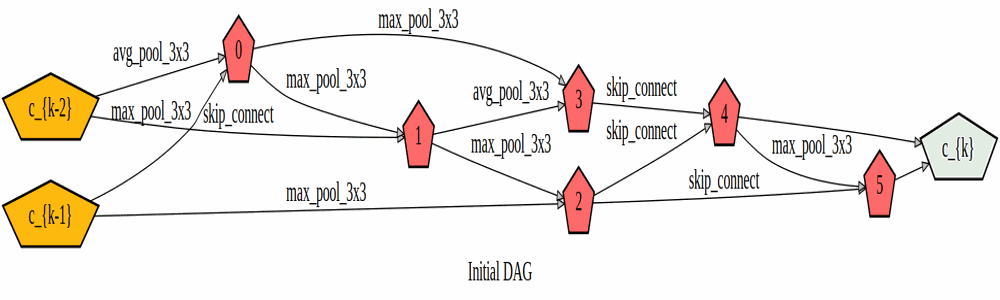 max_pool_3x3
avg_pool_3x3
0
max_pool_3x3
c_{k-2}
max_pool_3x3
skip_connect
avg_pool_3x3
3
skip_connect
4
1
max_pool_3x3
skip_connect
max_pool_3x3
c_{k}
c_{k-1}
max_pool_3x3
2
skip_connect
5
Initial DAG